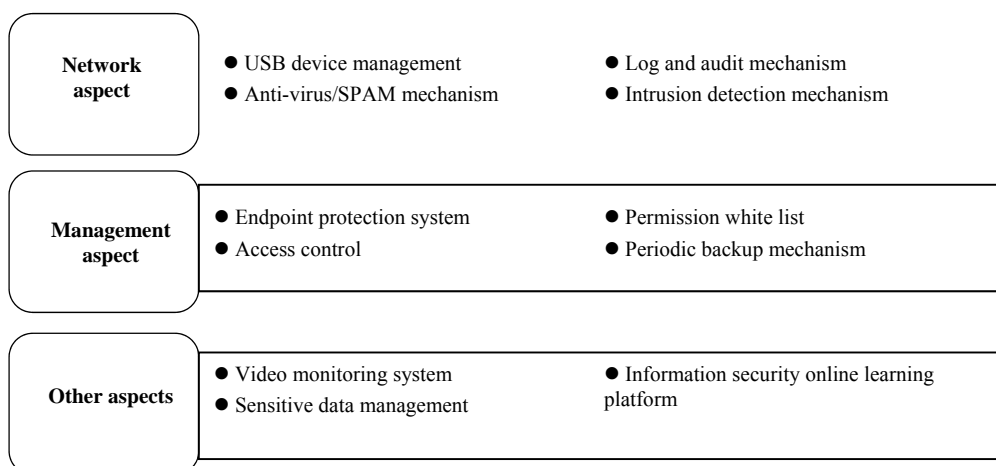 Network
aspect
● USB device management
● Anti-virus/SPAM mechanism
● Log and audit mechanism
● Intrusion detection mechanism
Management
aspect
● Endpoint protection system
● Access control
● Permission white list
● Periodic backup mechanism
Other aspects
● Video monitoring system
● Sensitive data management
● Information security online learning
platform